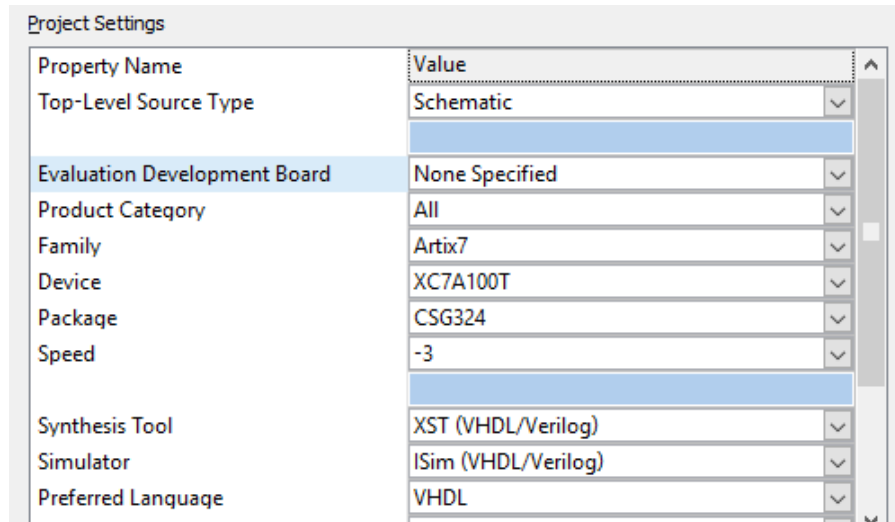 Project Settings
Property Name Value
Top-Level Source Type Schematic
Evaluation Development Board None Specified
Product Category All
Family Artix7
Device XC7A100T
Package CSG324
Speed -3
Synthesis Tool XST (VHDL/Verilog)
Simulator ISim (VHDL/Verilog)
Preferred Language VHDL